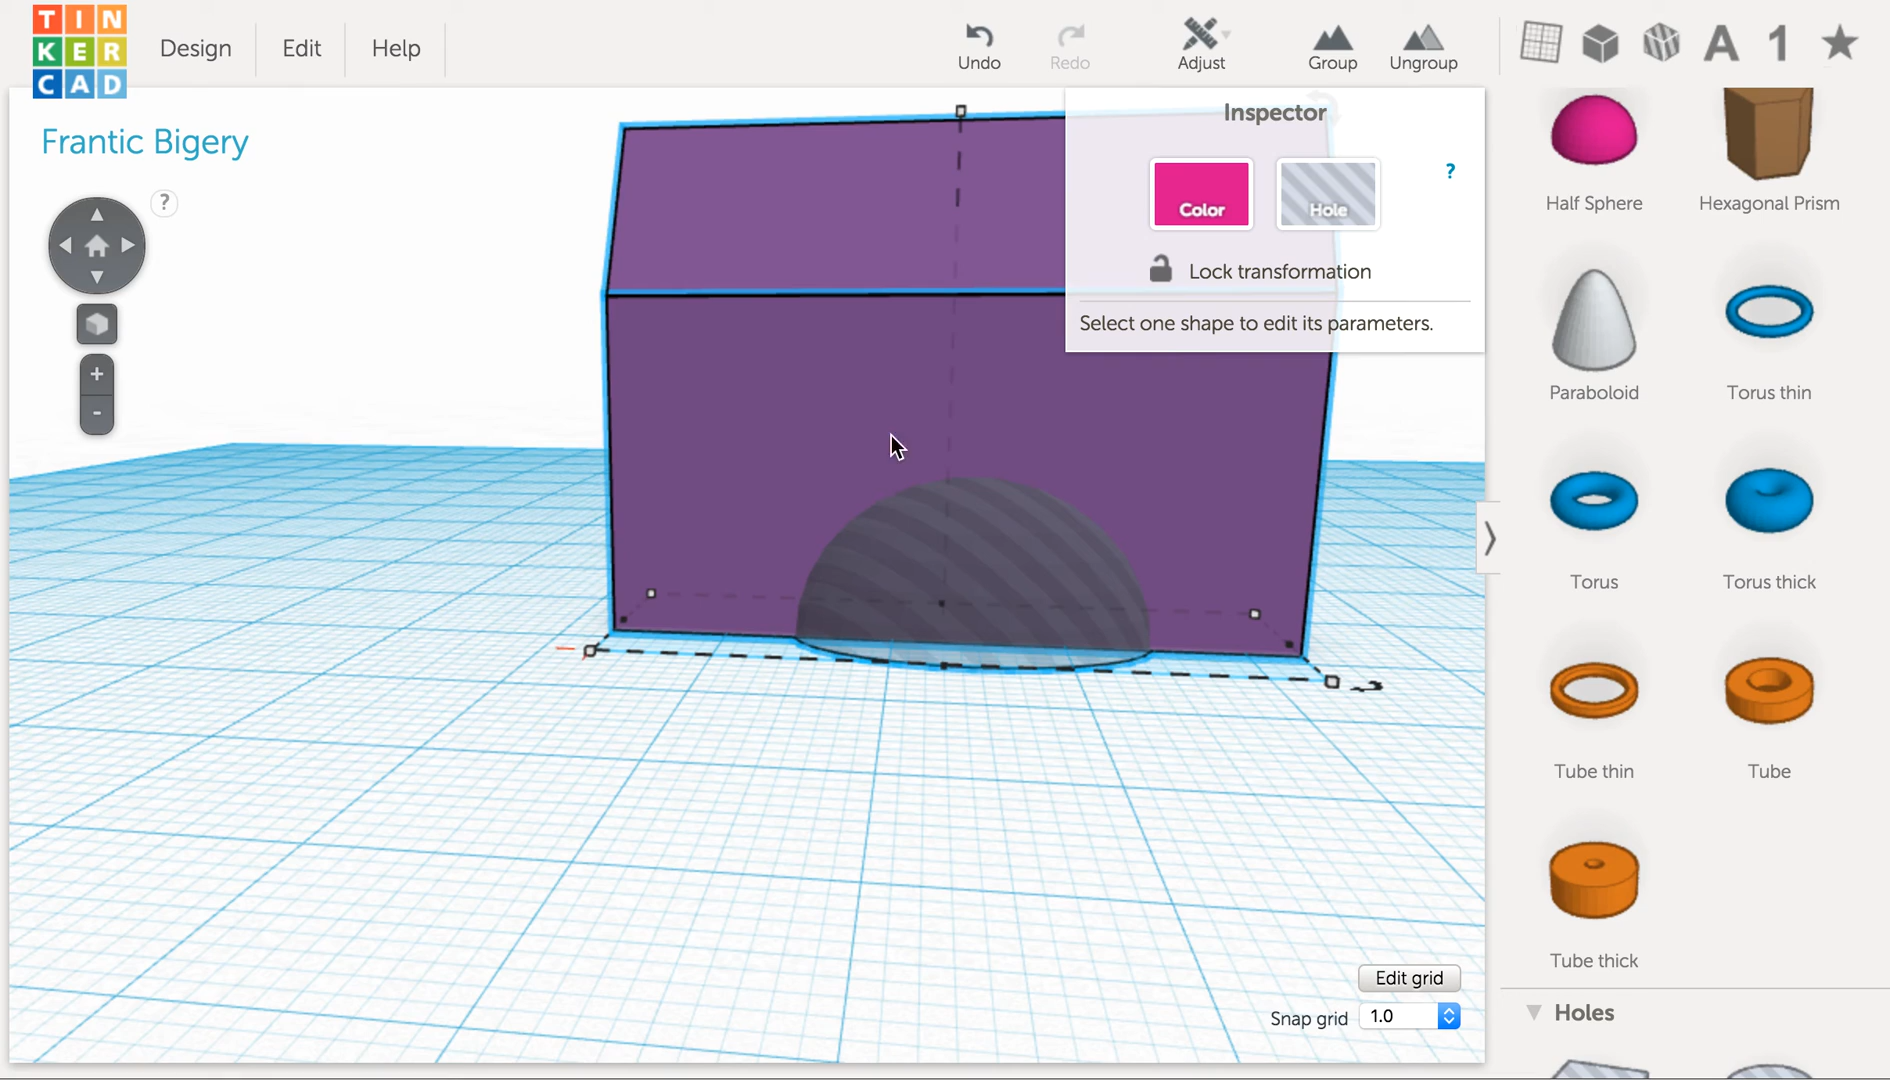 TIN
KER
CAD
Design
Edit
Help
Undo
Redo
Adjust
Group
Ungroup
A
1
Frantic Bigery
?
+
-
Inspector
Color
Hole
?
Lock transformation
Select one shape to edit its parameters.
Half Sphere
Hexagonal Prism
Paraboloid
Torus thin
Torus
Torus thick
Tube thin
Tube
Tube thick
Edit grid
Snap grid
1.0
Holes